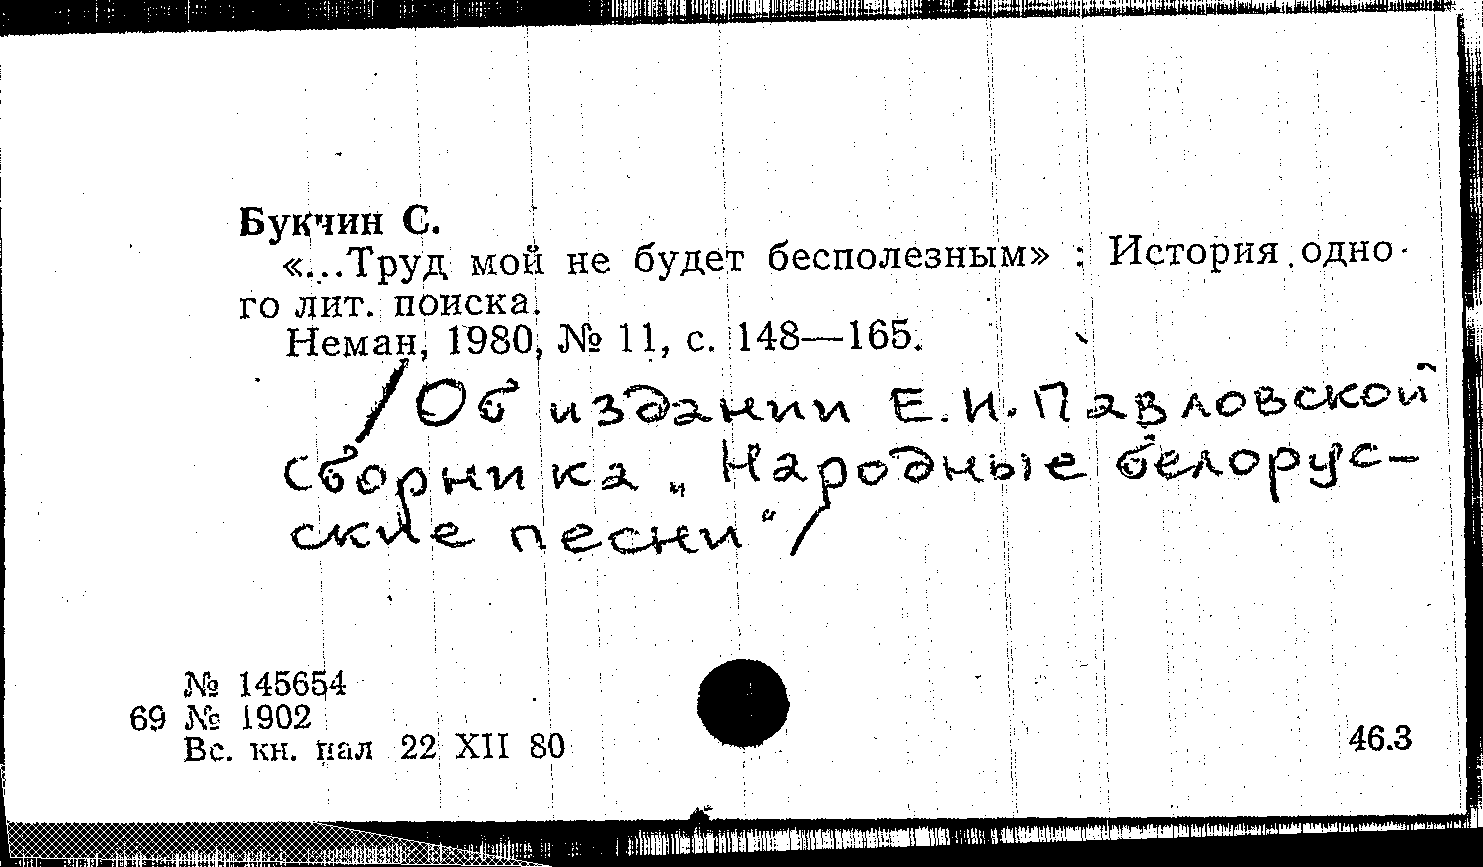 Букчин С.
«...Труд мой не будет бесполезным» : История одно-
го лит. поиска.
Неман, 1980, № 11, с. 148—165.
/Об издании Е.И. Павловской
сборника „Народные белорус-
ские песни“/
№ 145654
69 № 1902
Вс. кн. пал 22 XII 80
46.3